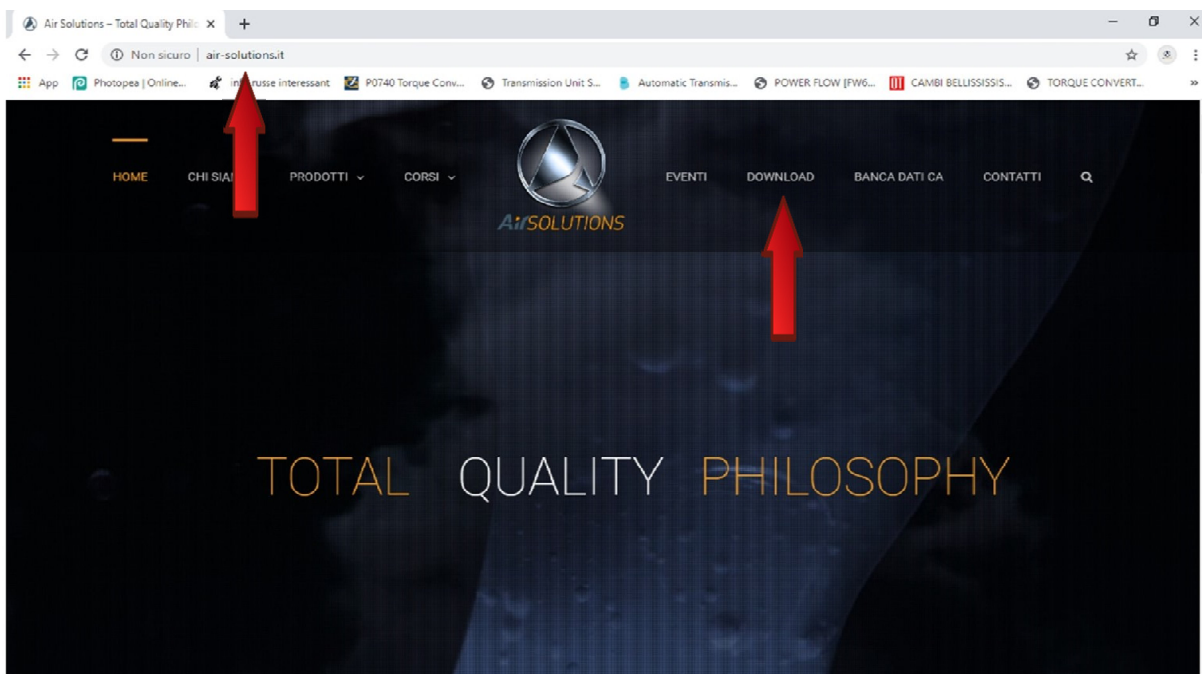 Air Solutions – Total Quality Philo
Non sicuro | air-solutions.it
App Photopea | Online... russe interessant P0740 Torque Conv... Transmission Unit S... Automatic Transmis... POWER FLOW [FW6... CAMBI BELLISSISSIS... TORQUE CONVERT...
HOME CHI SIA PRODOTTI CORSI EVENTI DOWNLOAD BANCA DATI CA CONTATTI
AirSOLUTIONS
TOTAL QUALITY PHILOSOPHY